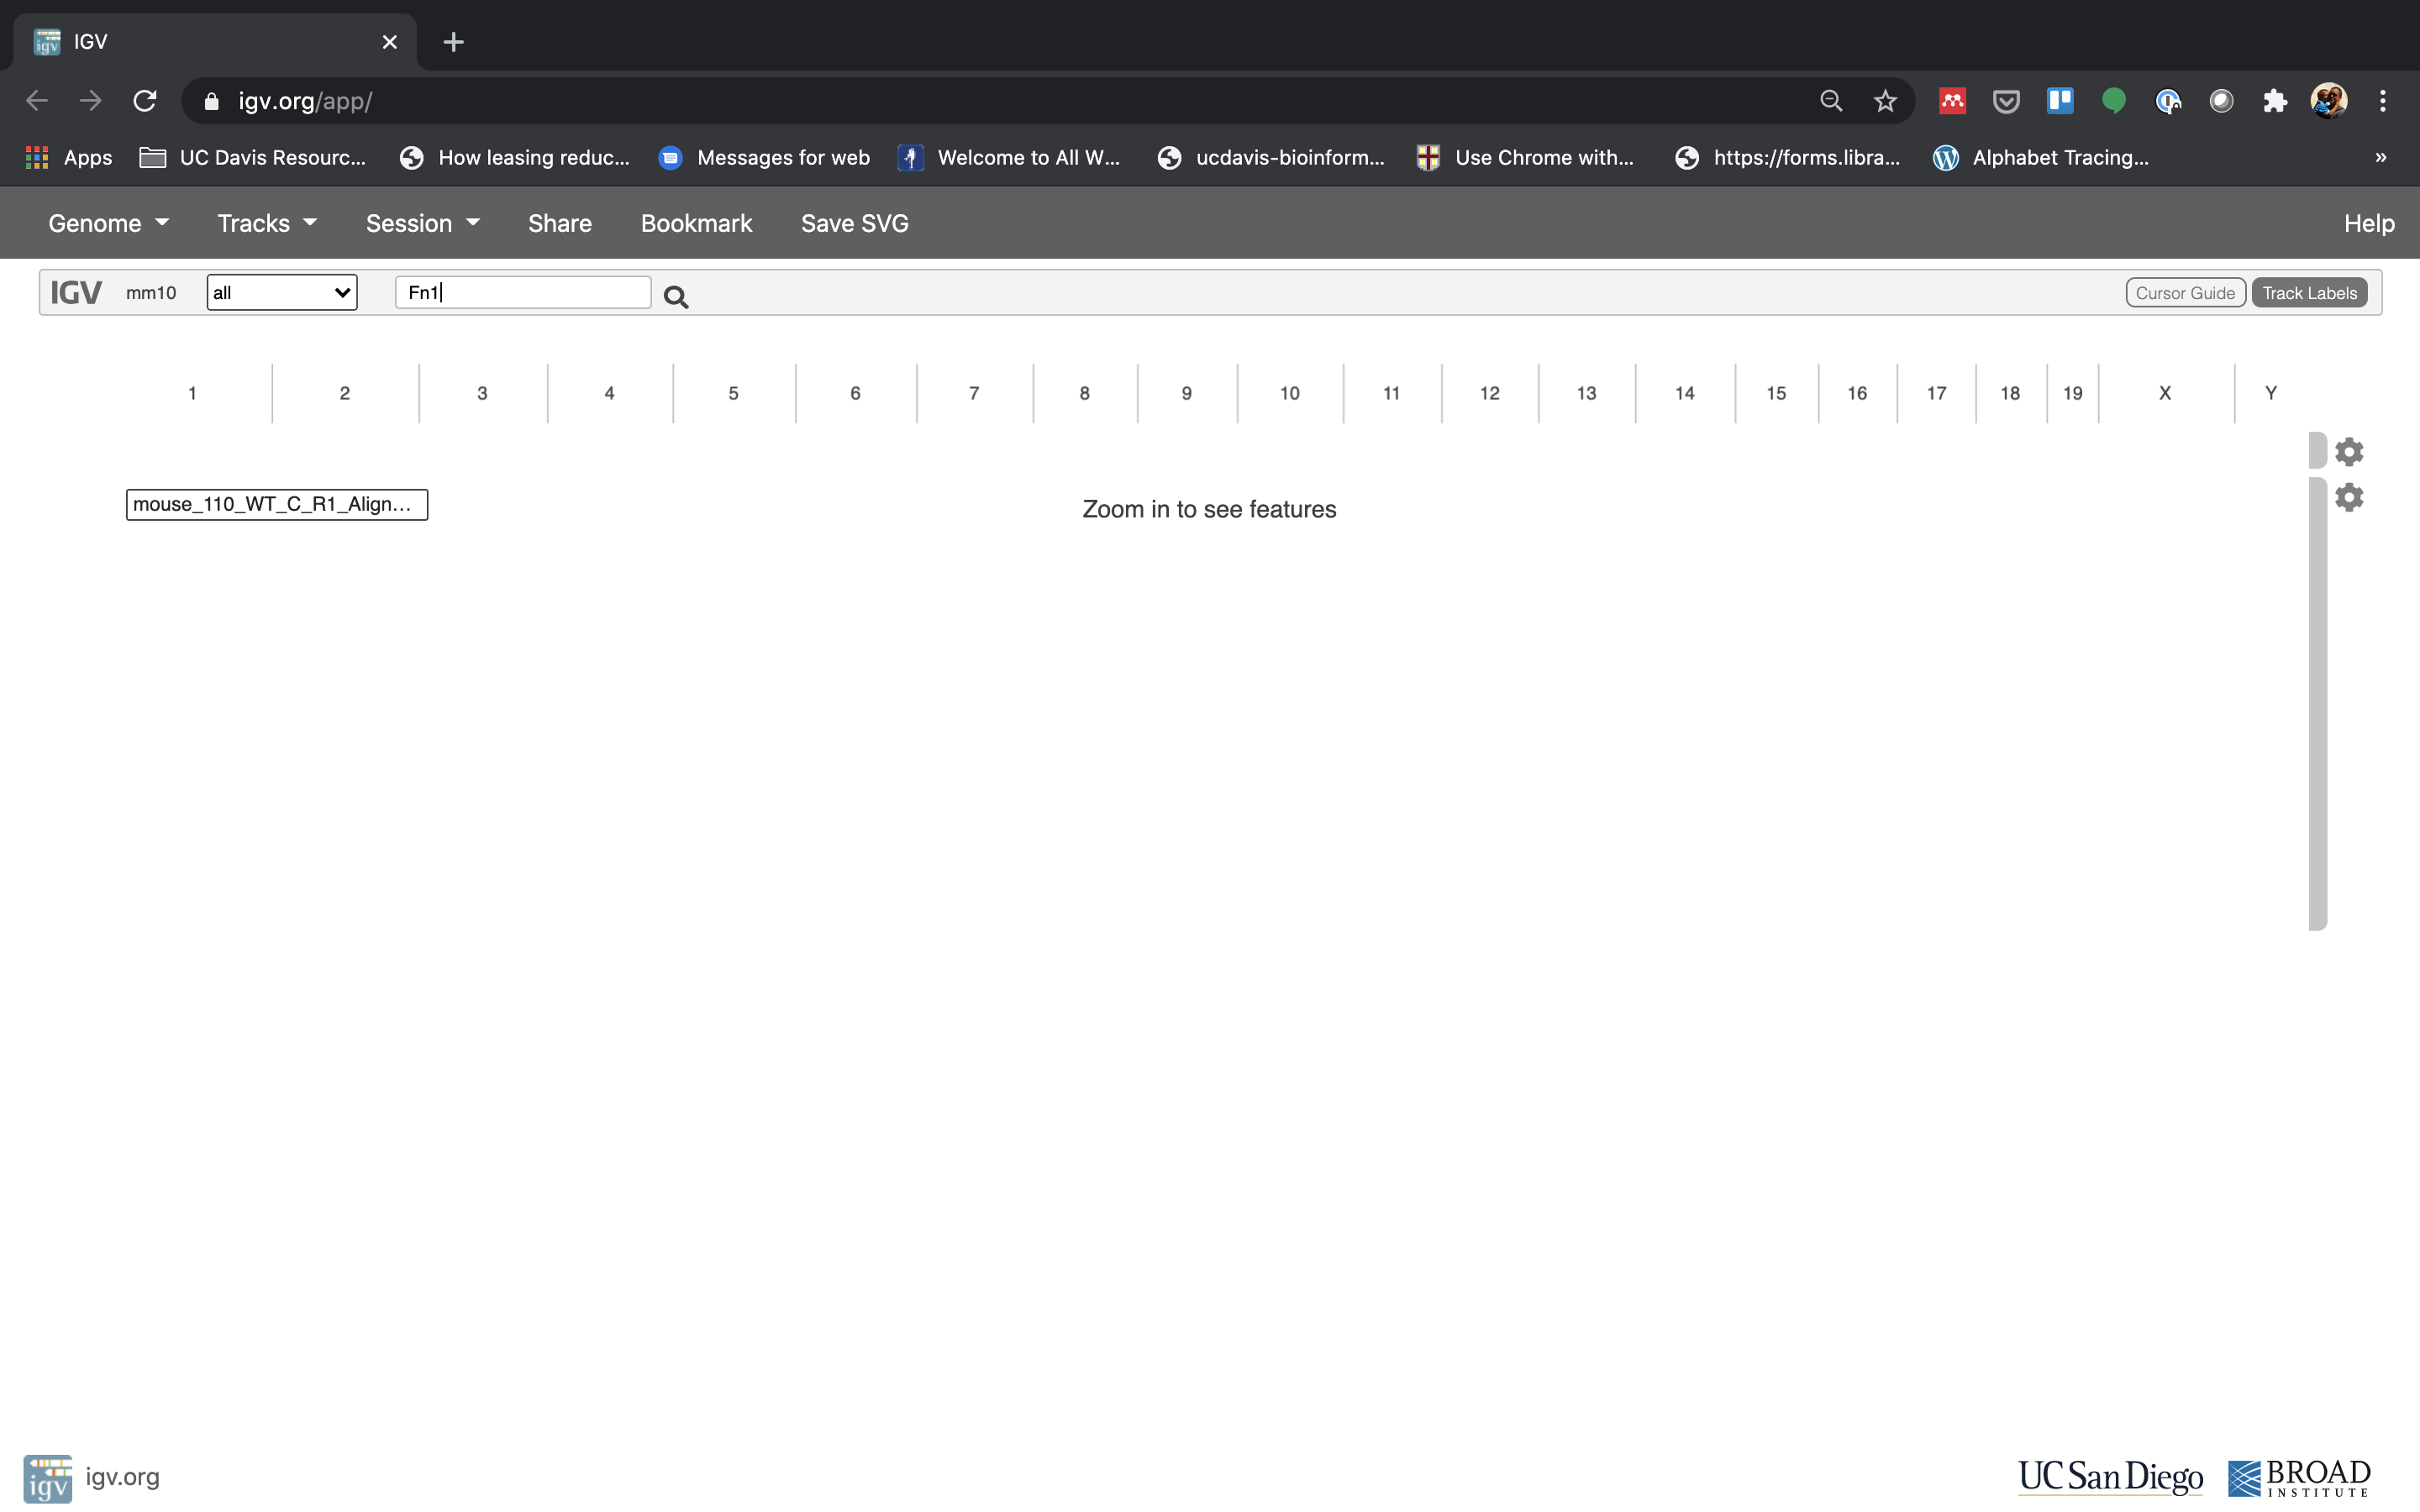 IGV
igv.org/app/
Apps UC Davis Resourc... How leasing reduc... Messages for web Welcome to All W... ucdavis-bioinform... Use Chrome with... https://forms.libra... Alphabet Tracing... »
Genome Tracks Session Share Bookmark Save SVG Help
IGV mm10 all Fn1 Cursor Guide Track Labels
1 2 3 4 5 6 7 8 9 10 11 12 13 14 15 16 17 18 19 X Y
mouse_110_WT_C_R1_Align... Zoom in to see features
igv igv.org UC San Diego BROAD
INSTITUTE